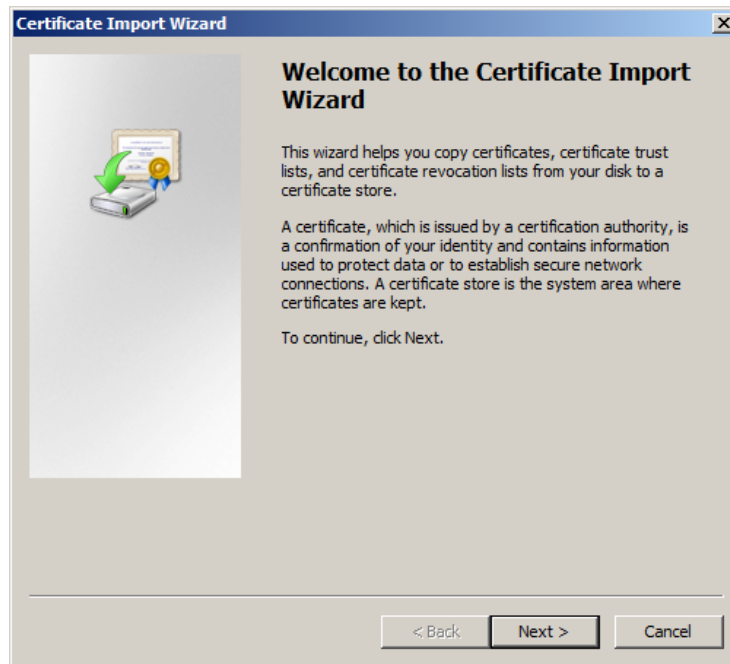 Certificate Import Wizard
Welcome to the Certificate Import
Wizard
This wizard helps you copy certificates, certificate trust
lists, and certificate revocation lists from your disk to a
certificate store.
A certificate, which is issued by a certification authority, is
a confirmation of your identity and contains information
used to protect data or to establish secure network
connections. A certificate store is the system area where
certificates are kept.
To continue, click Next.
< Back Next > Cancel